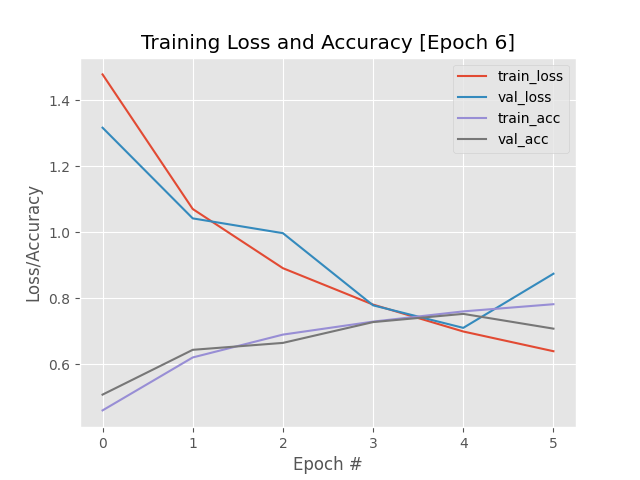 Training Loss and Accuracy [Epoch 6]
train_loss
val_loss
train_acc
val_acc
Loss/Accuracy
1.4
1.2
1.0
0.8
0.6
0 1 2 3 4 5
Epoch #